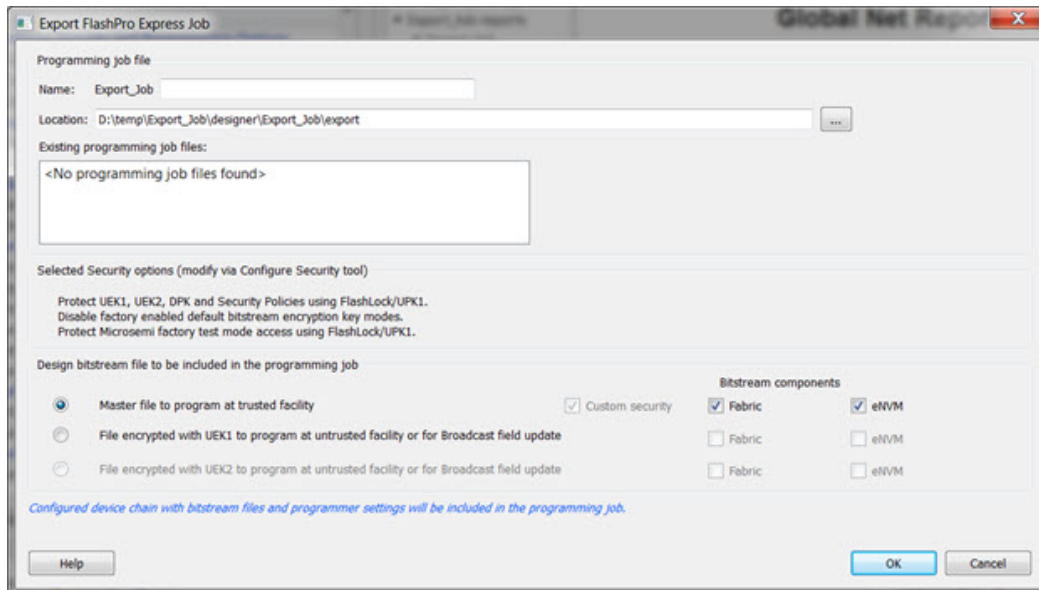 Export FlashPro Express Job
Global Net Repor
Programming job file
Name: Export_Job
Location: D:\temp\Export_Job\designer\Export_Job\export ...
Existing programming job files:
<No programming job files found>
Selected Security options (modify via Configure Security tool)
Protect UEK1, UEK2, DPK and Security Policies using FlashLock/UPK1.
Disable factory enabled default bitstream encryption key modes.
Protect Microsemi factory test mode access using FlashLock/UPK1.
Design bitstream file to be included in the programming job
Bitstream components
Master file to program at trusted facility Custom security Fabric eNVM
File encrypted with UEK1 to program at untrusted facility or for Broadcast field update Fabric eNVM
File encrypted with UEK2 to program at untrusted facility or for Broadcast field update Fabric eNVM
Configured device chain with bitstream files and programmer settings will be included in the programming job.
Help OK Cancel